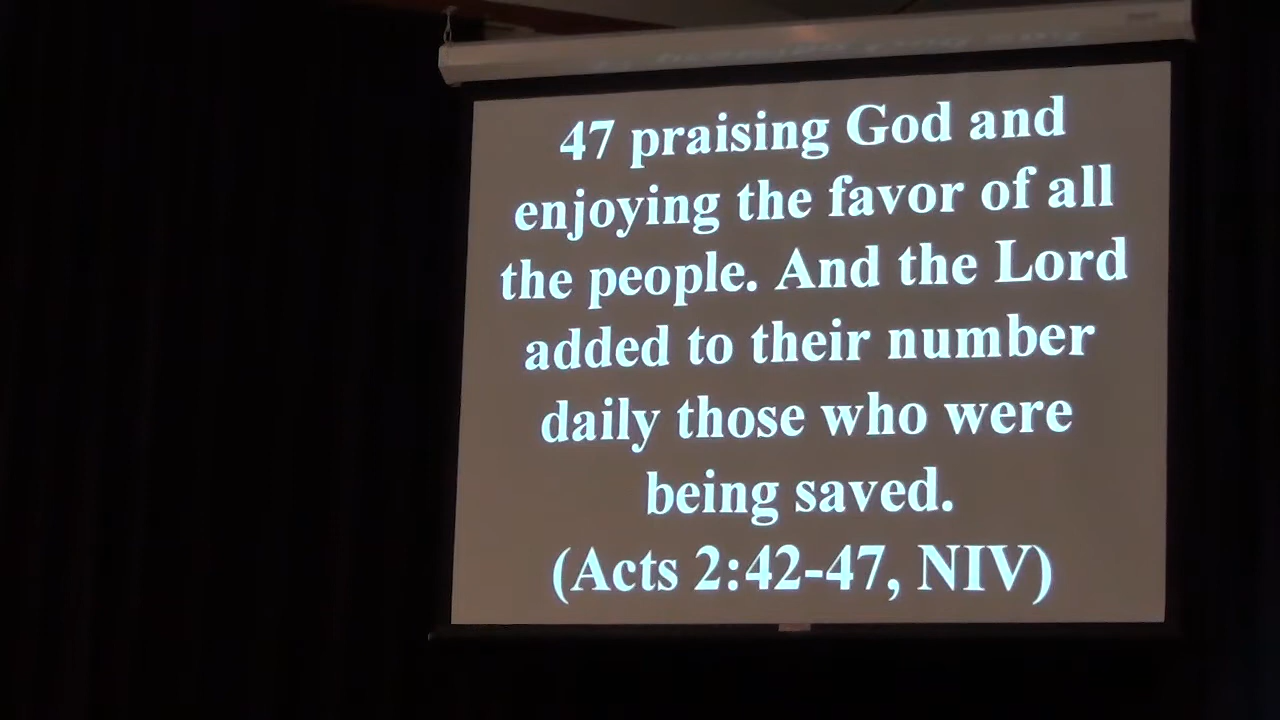 47 praising God and
enjoying the favor of all
the people. And the Lord
added to their number
daily those who were
being saved.
(Acts 2:42-47, NIV)